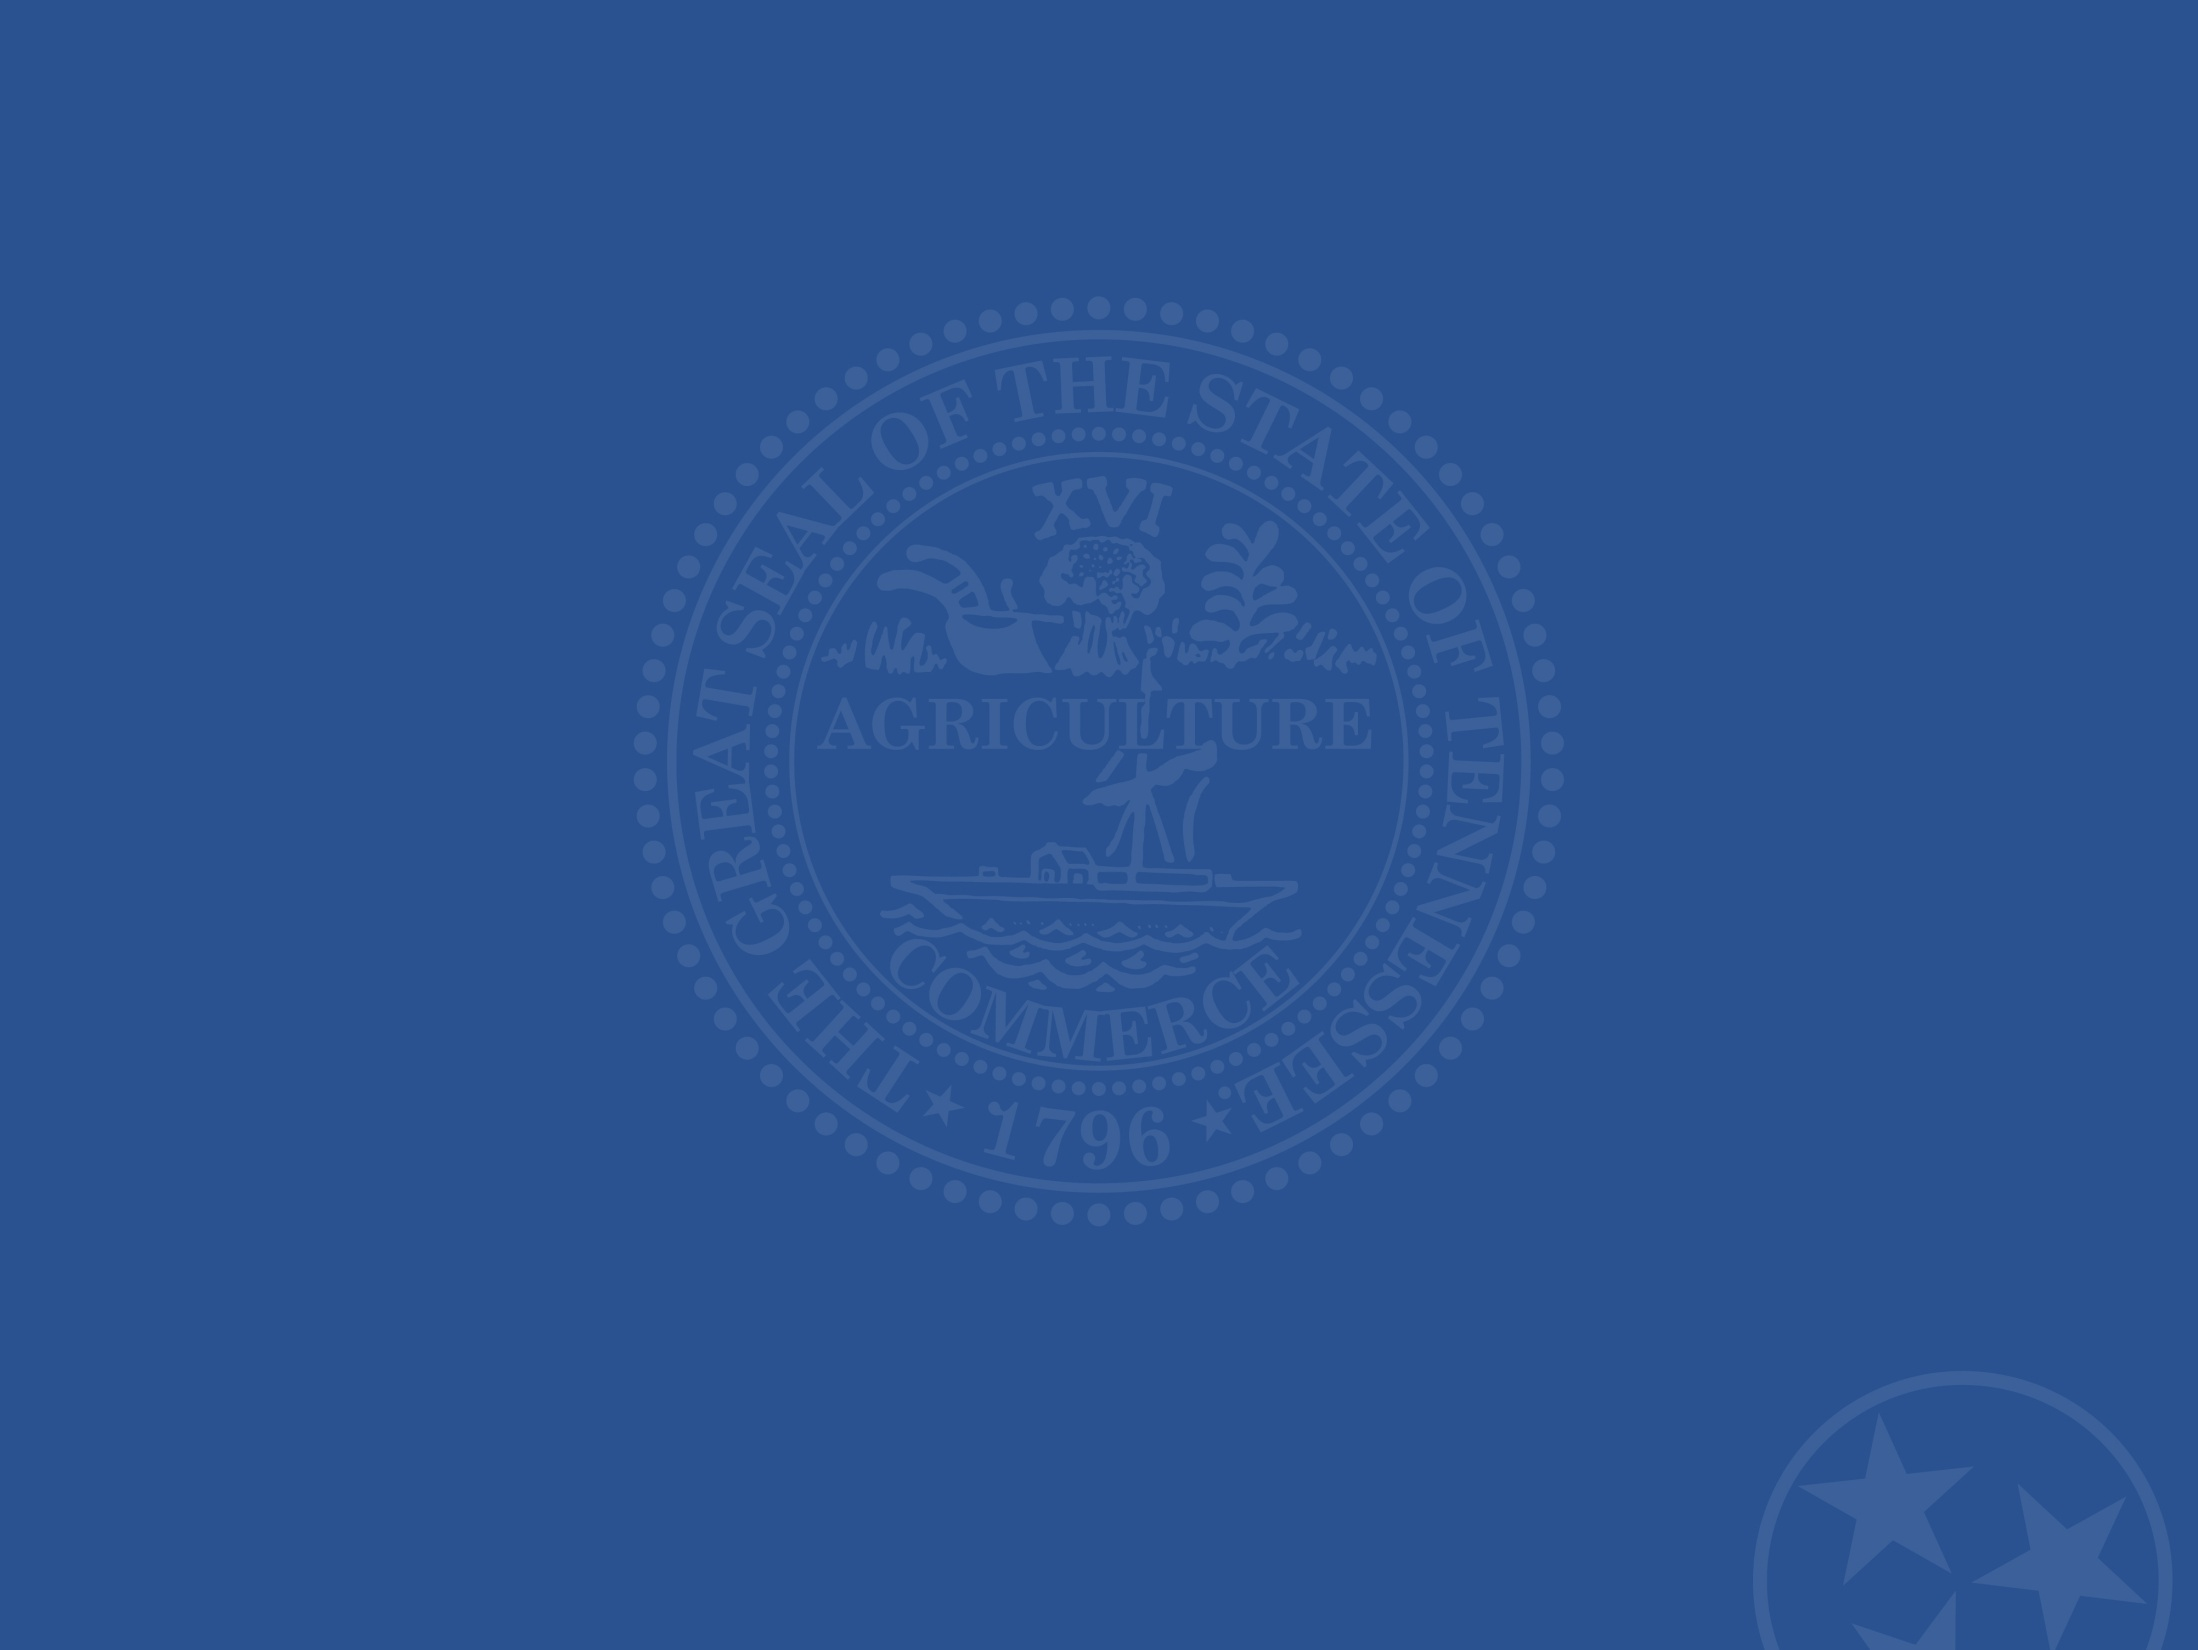 THE GREAT SEAL OF THE STATE OF TENNESSEE
XVI
AGRICULTURE
COMMERCE
1796